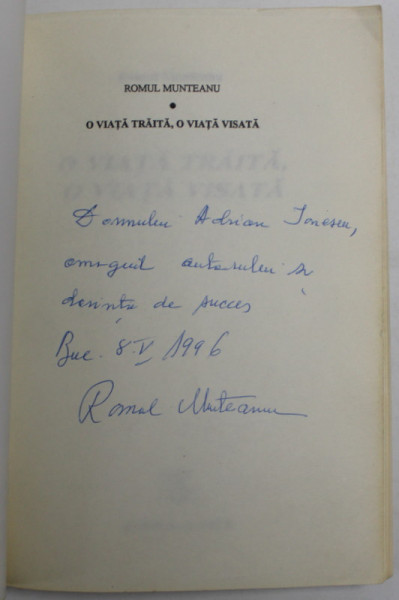 ROMUL MUNTEANU
●
O VIAȚĂ TRĂITĂ, O VIAȚĂ VISATĂ
Domnului Adrian Ionescu,
omagiul autorului și
dorința de succes
Buc. 8.V 1996
Romul Munteanu